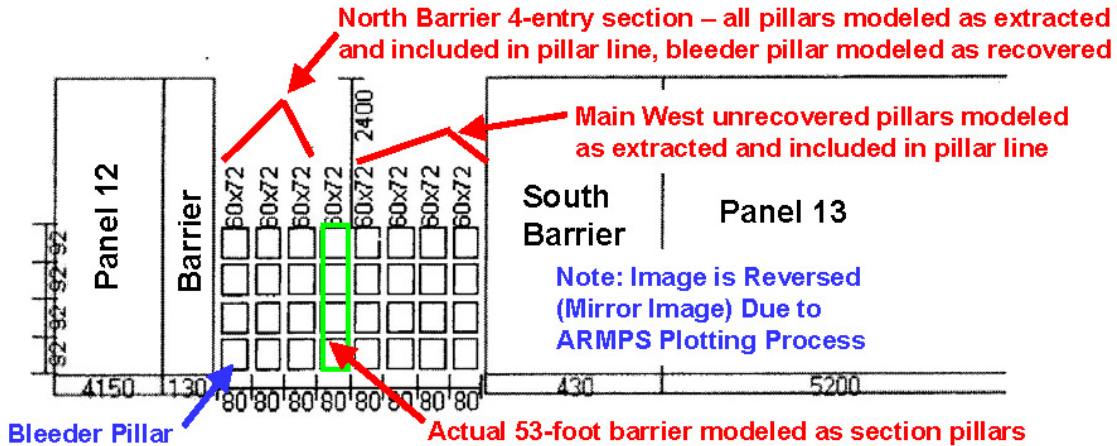 North Barrier 4-entry section – all pillars modeled as extracted
and included in pillar line, bleeder pillar modeled as recovered
2400
Main West unrecovered pillars modeled
as extracted and included in pillar line
Panel 12
Barrier
60x72 60x72 60x72 60x72 60x72 60x72 60x72 60x72
South
Barrier
Panel 13
92 92 92 92
Note: Image is Reversed
(Mirror Image) Due to
ARMPS Plotting Process
4150 130 430 5200
80 80 80 80 80 80 80 80
Bleeder Pillar
Actual 53-foot barrier modeled as section pillars